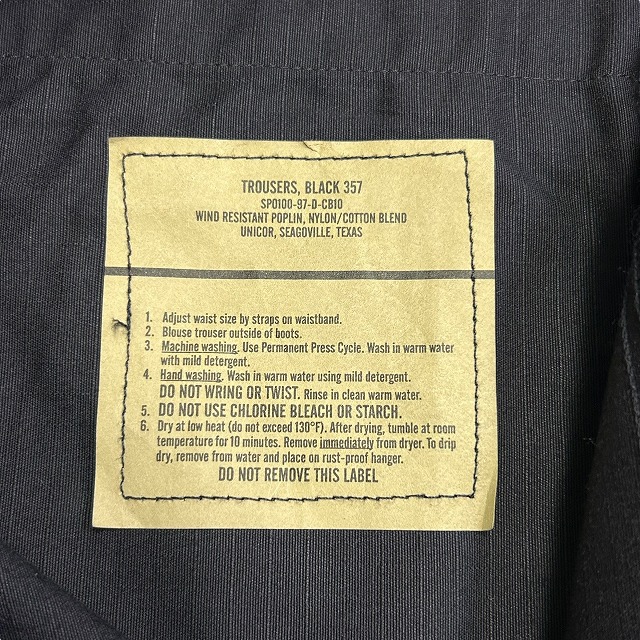 TROUSERS, BLACK 357
SPO100-97-D-CB10
WIND RESISTANT POPLIN, NYLON/COTTON BLEND
UNICOR, SEAGOVILLE, TEXAS
1. Adjust waist size by straps on waistband.
2. Blouse trouser outside of boots.
3. Machine washing. Use Permanent Press Cycle. Wash in warm water
with mild detergent.
4. Hand washing. Wash in warm water using mild detergent.
DO NOT WRING OR TWIST. Rinse in clean warm water.
5. DO NOT USE CHLORINE BLEACH OR STARCH.
6. Dry at low heat (do not exceed 130°F). After drying, tumble at room
temperature for 10 minutes. Remove immediately from dryer. To drip
dry, remove from water and place on rust-proof hanger.
DO NOT REMOVE THIS LABEL